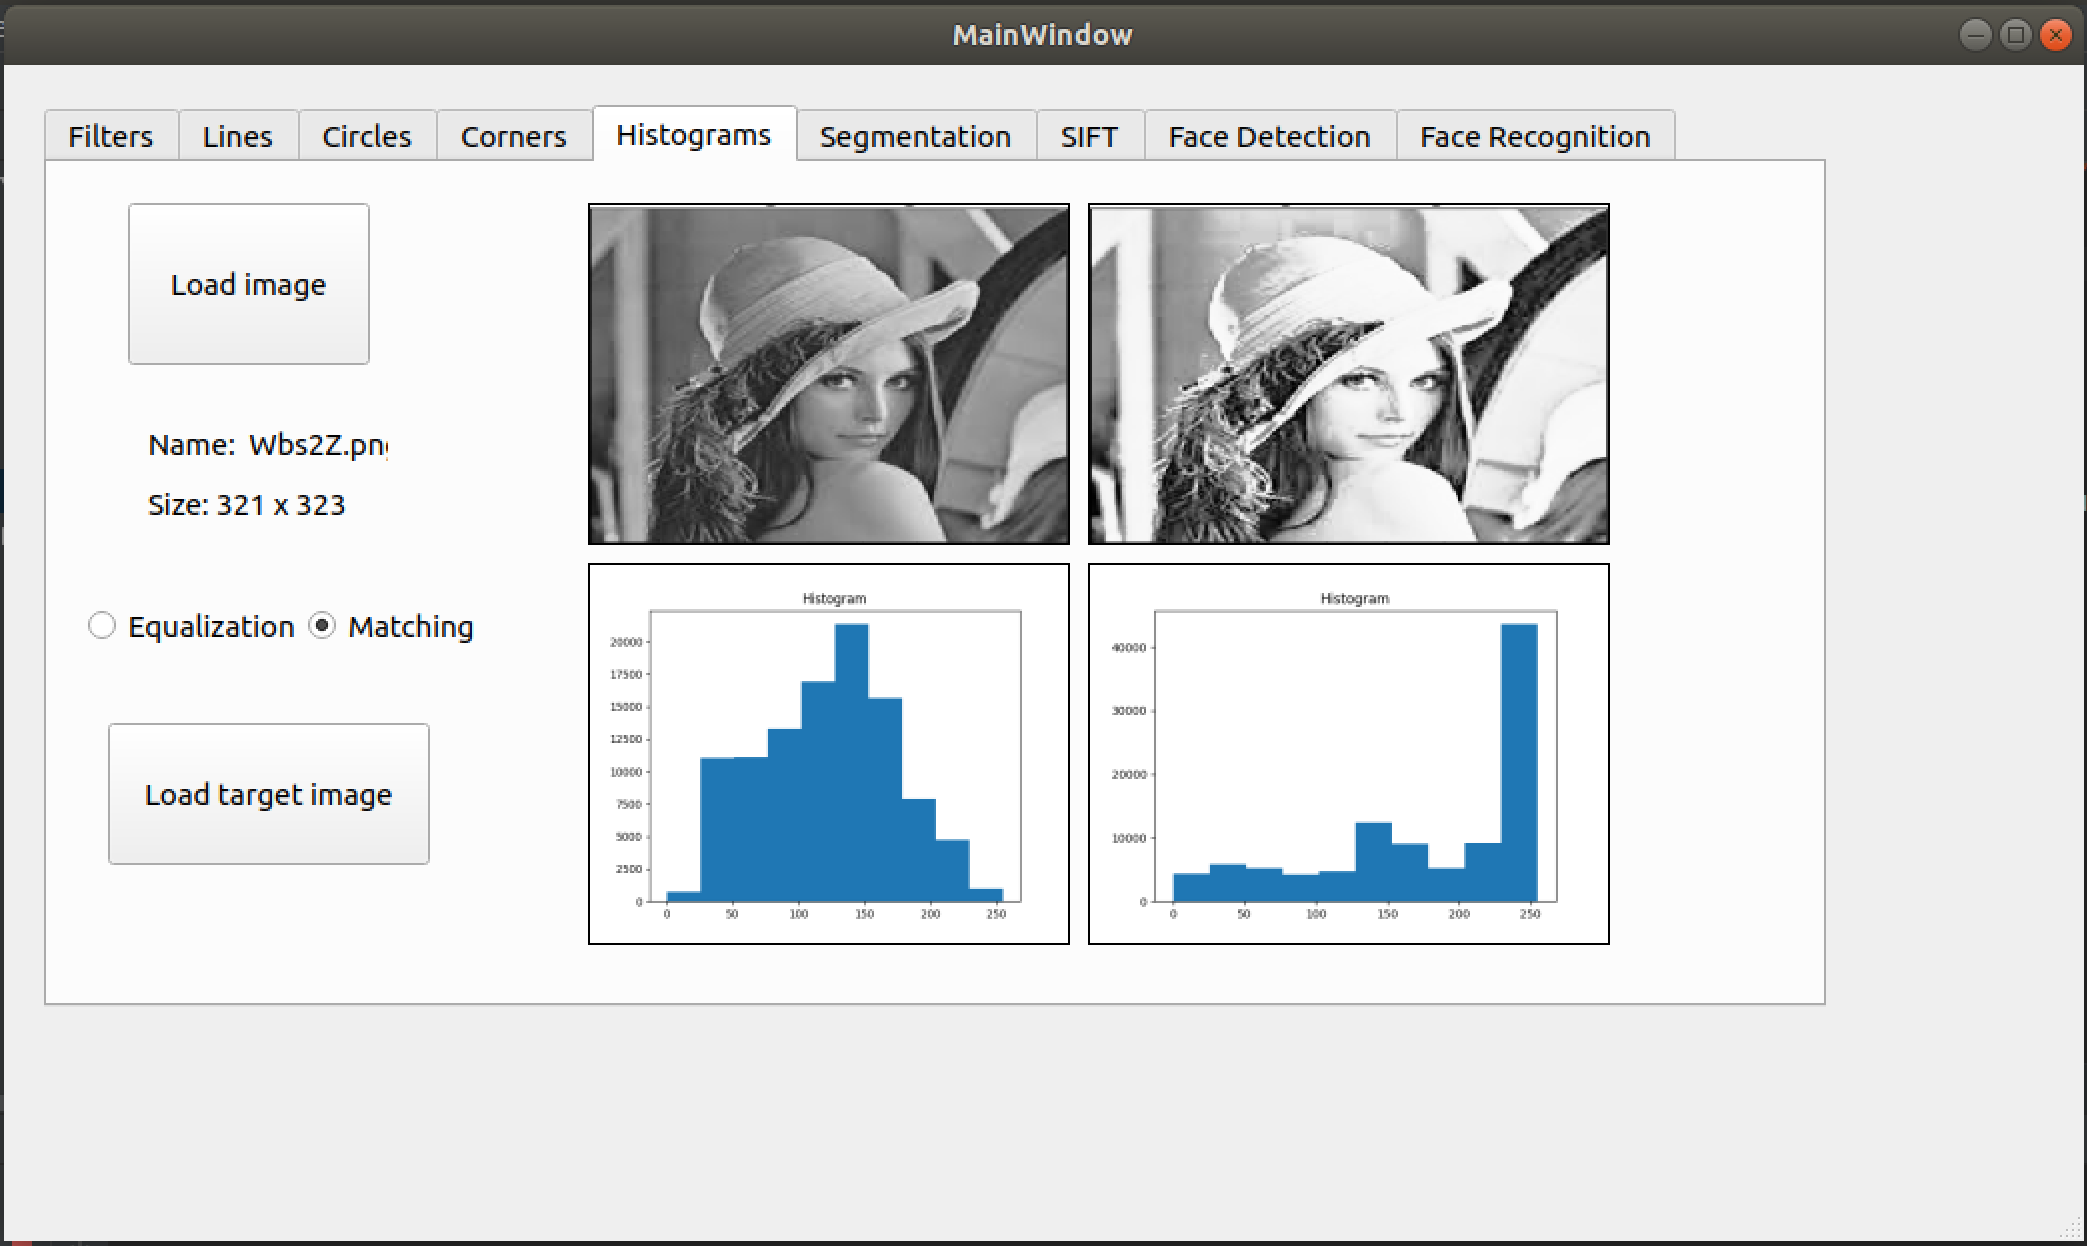 MainWindow
Filters Lines Circles Corners Histograms Segmentation SIFT Face Detection Face Recognition
Load image
Name: Wbs2Z.png
Size: 321 x 323
Equalization Matching
Load target image
Histogram
20000
17500
15000
12500
10000
7500
5000
2500
0
0 50 100 150 200 250
Histogram
40000
30000
20000
10000
0
0 50 100 150 200 250